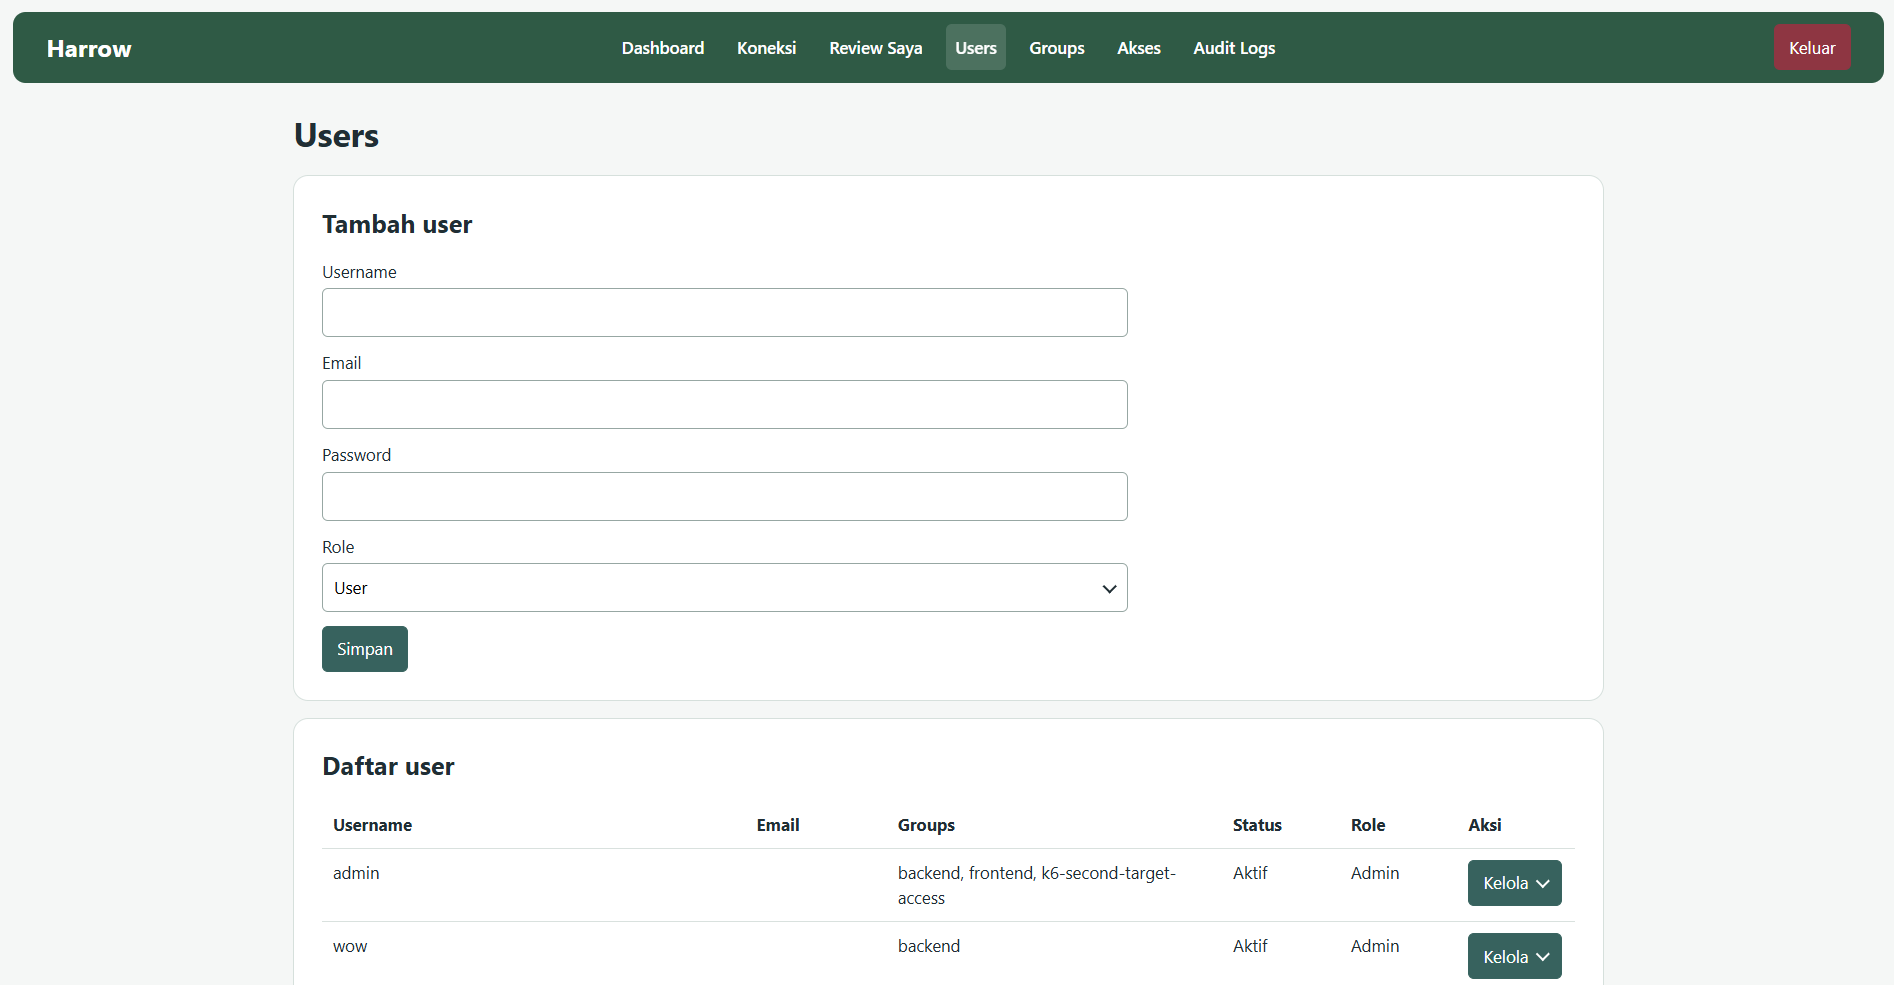 Harrow
Dashboard Koneksi Review Saya Users Groups Akses Audit Logs
Keluar
Users
Tambah user
Username
Email
Password
Role
User
Simpan
Daftar user
Username Email Groups Status Role Aksi
admin backend, frontend, k6-second-target-access Aktif Admin Kelola
wow backend Aktif Admin Kelola